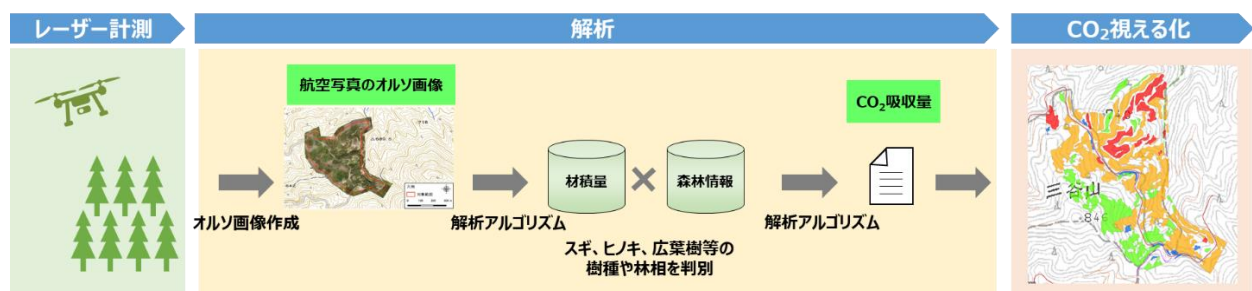 レーザー計測
解析
CO₂視える化
航空写真のオルソ画像
CO₂吸収量
材積量
森林情報
オルソ画像作成
解析アルゴリズム
解析アルゴリズム
スギ、ヒノキ、広葉樹等の
樹種や林相を判別
三谷山
846